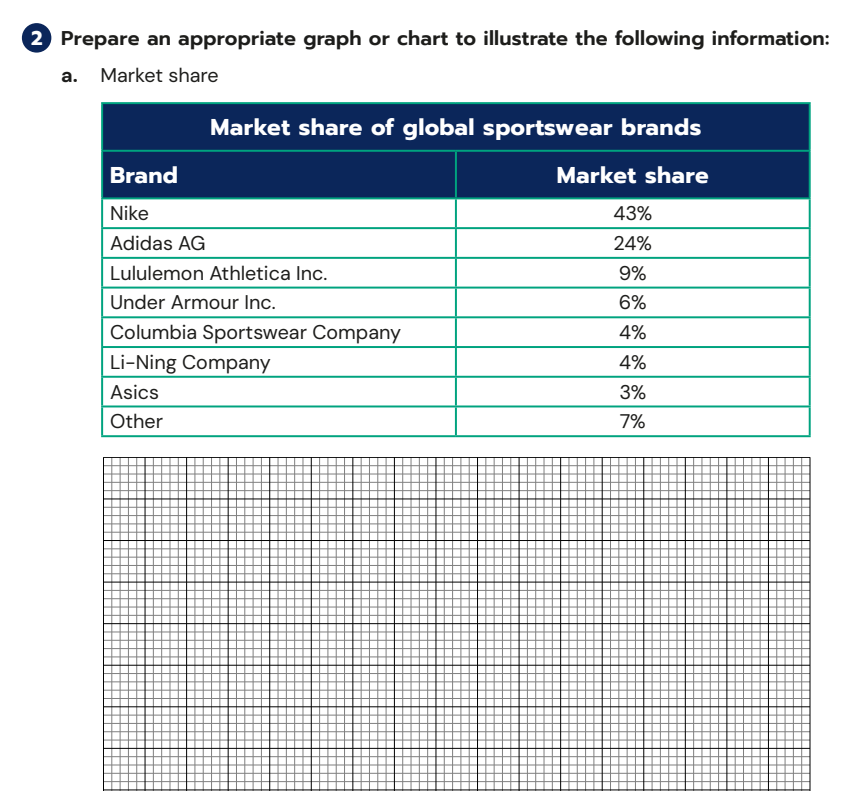 2 Prepare an appropriate graph or chart to illustrate the following information:
a. Market share
Market share of global sportswear brands
Brand Market share
Nike 43%
Adidas AG 24%
Lululemon Athletica Inc. 9%
Under Armour Inc. 6%
Columbia Sportswear Company 4%
Li-Ning Company 4%
Asics 3%
Other 7%